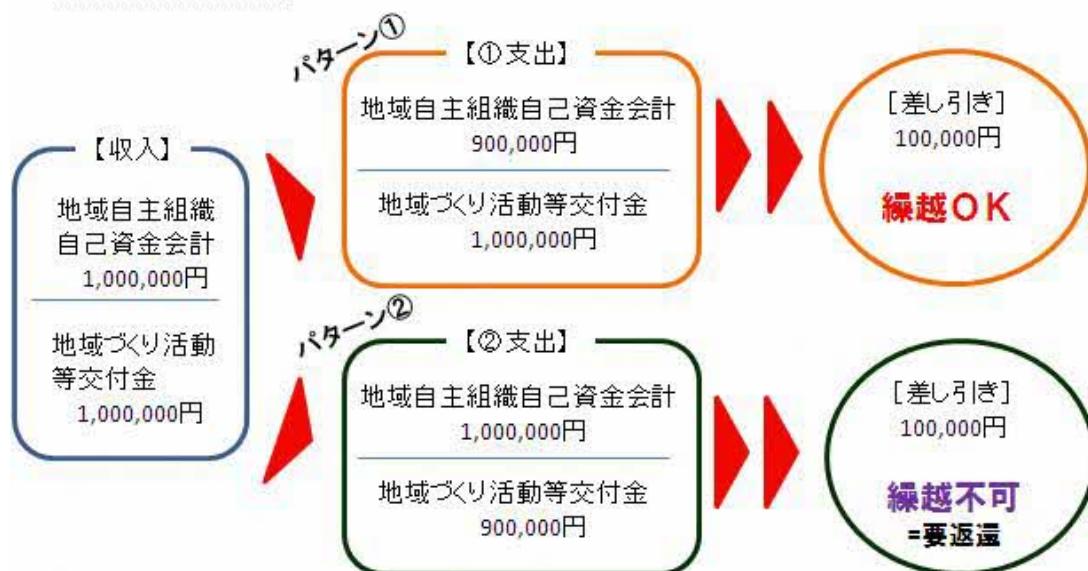 【収入】
地域自主組織
自己資金会計
1,000,000円
地域づくり活動
等交付金
1,000,000円
パターン①
【①支出】
地域自主組織自己資金会計
900,000円
地域づくり活動等交付金
1,000,000円
[差し引き]
100,000円
繰越OK
パターン②
【②支出】
地域自主組織自己資金会計
1,000,000円
地域づくり活動等交付金
900,000円
[差し引き]
100,000円
繰越不可
=要返還